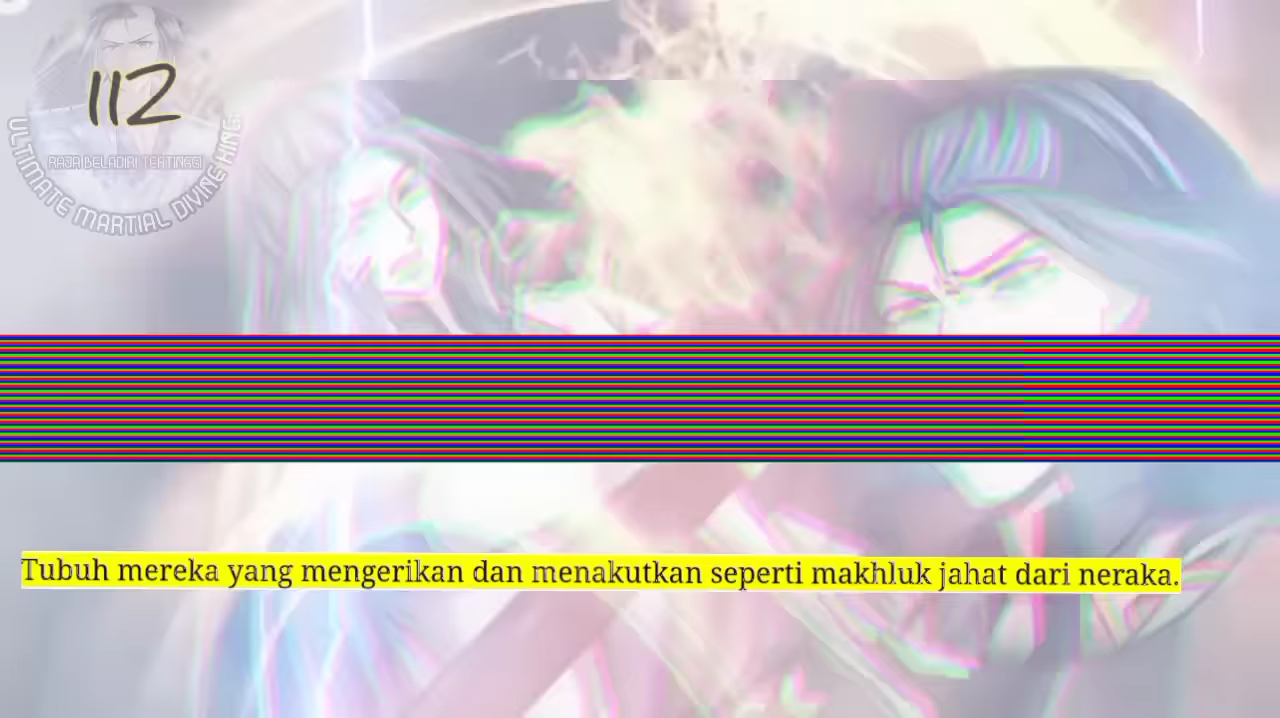 112
RAJA BELADIRI TERTINGGI
ULTIMATE MARTIAL DIVINE KING
Tubuh mereka yang mengerikan dan menakutkan seperti makhluk jahat dari neraka.